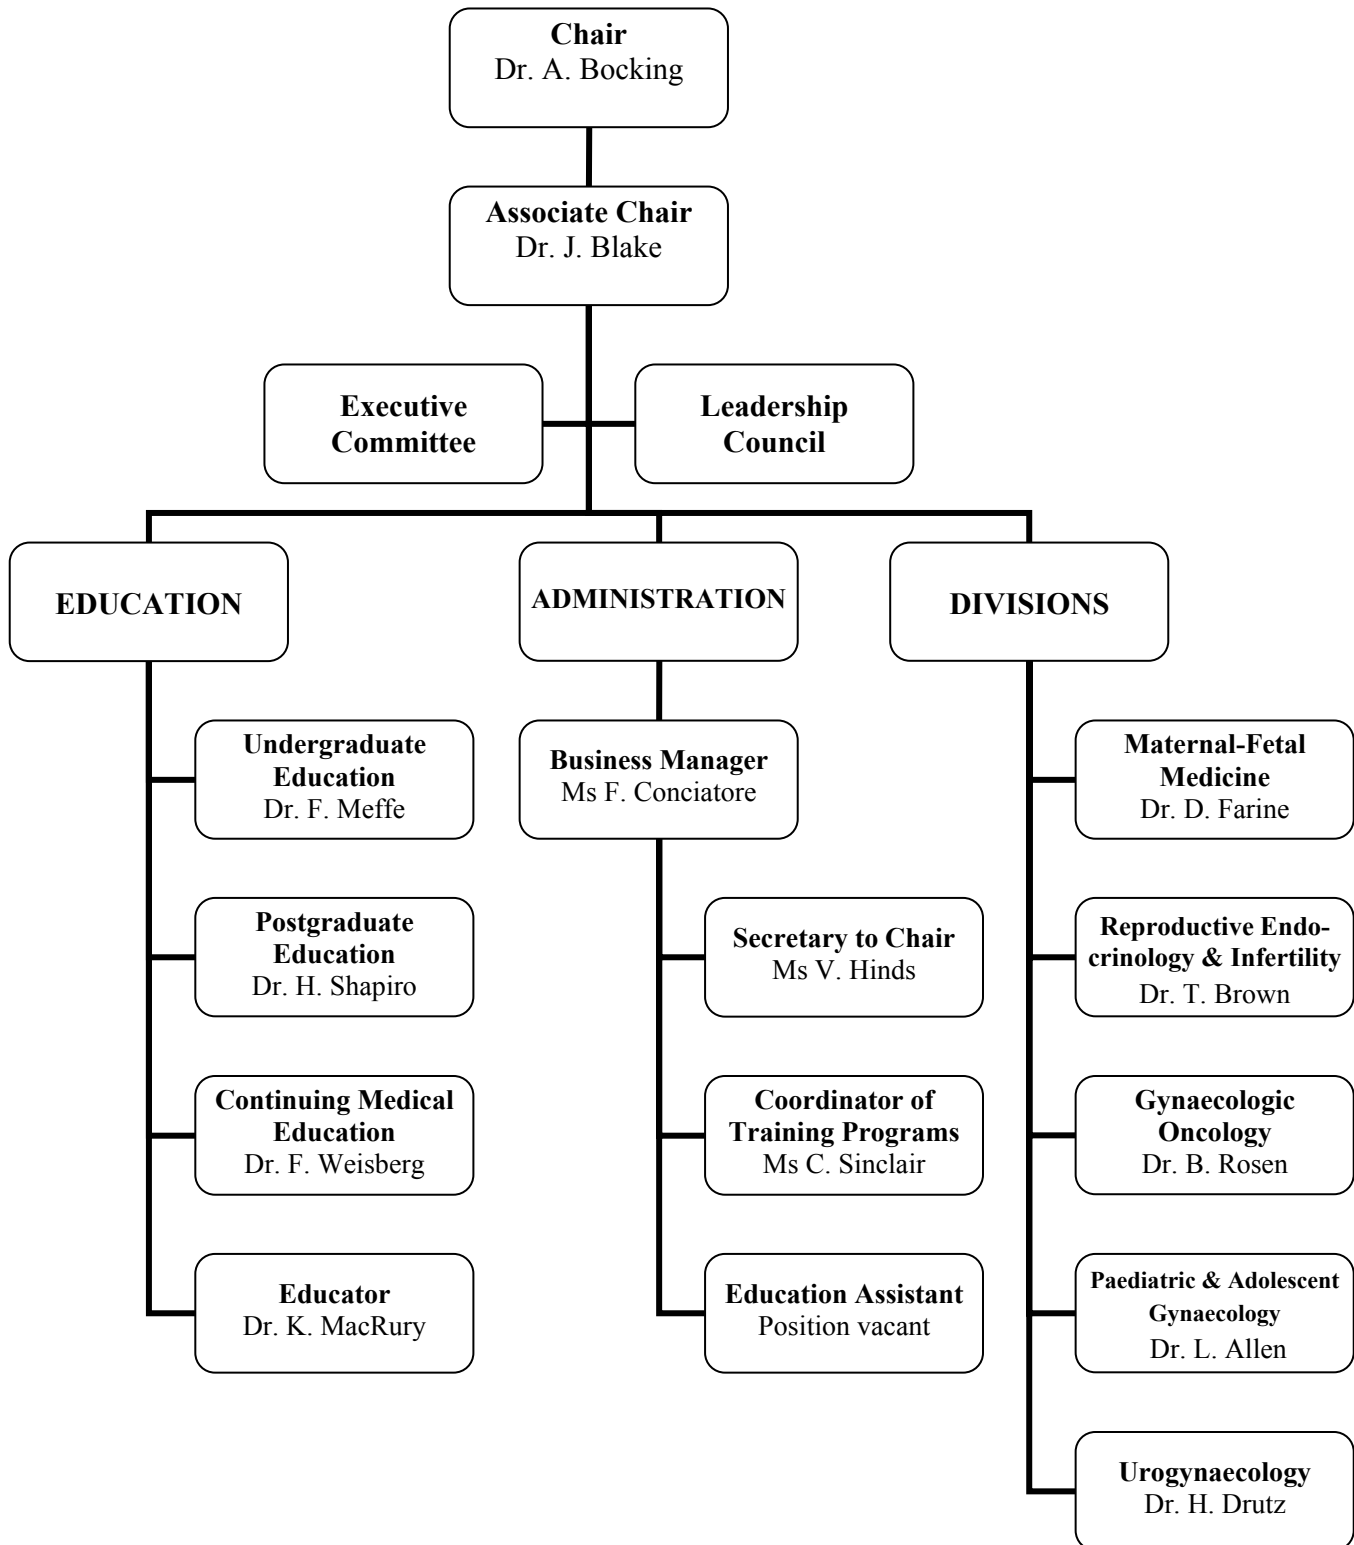 Chair
Dr. A. Bocking
Associate Chair
Dr. J. Blake
Executive
Committee
Leadership
Council
EDUCATION
ADMINISTRATION
DIVISIONS
Undergraduate
Education
Dr. F. Meffe
Postgraduate
Education
Dr. H. Shapiro
Continuing Medical
Education
Dr. F. Weisberg
Educator
Dr. K. MacRury
Business Manager
Ms F. Conciatore
Secretary to Chair
Ms V. Hinds
Coordinator of
Training Programs
Ms C. Sinclair
Education Assistant
Position vacant
Maternal-Fetal
Medicine
Dr. D. Farine
Reproductive Endo-
crinology & Infertility
Dr. T. Brown
Gynaecologic
Oncology
Dr. B. Rosen
Paediatric & Adolescent
Gynaecology
Dr. L. Allen
Urogynaecology
Dr. H. Drutz